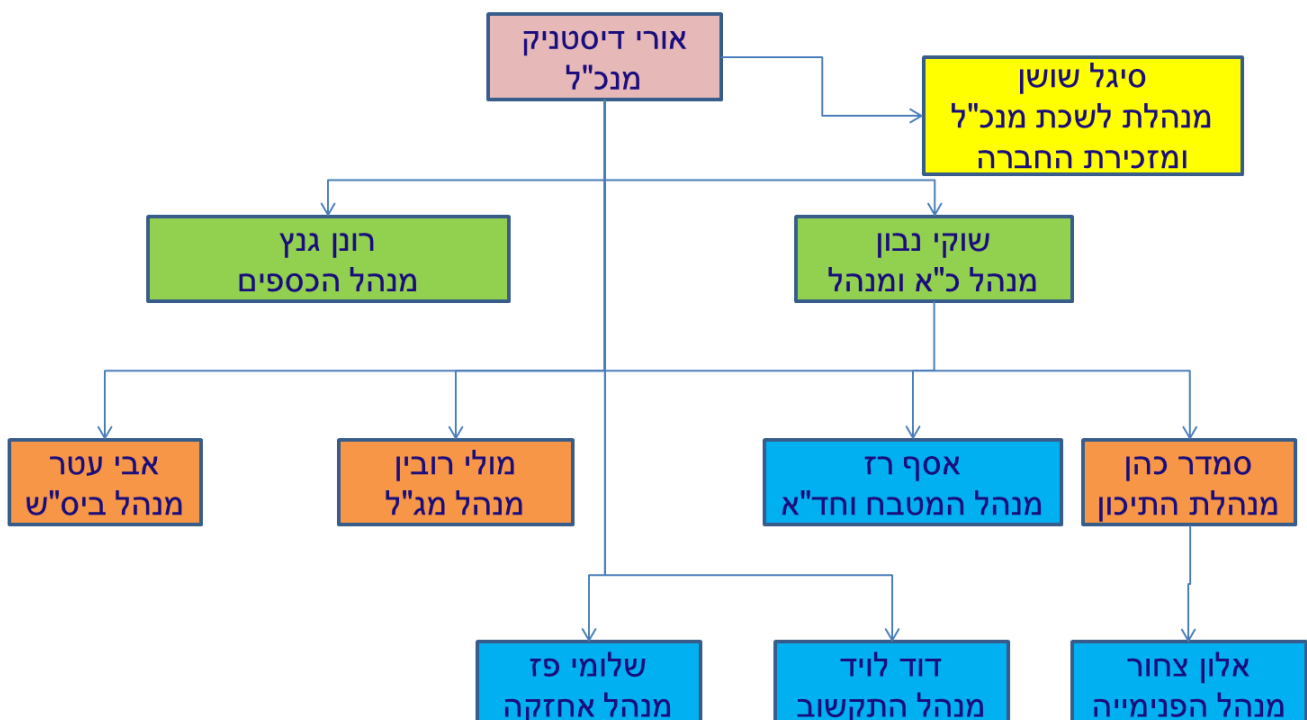 אורי דיסטניק
מנכ"ל
סיגל שושן
מנהלת לשכת מנכ"ל
ומזכירת החברה
שוקי נבון
מנהל כ"א ומנהל
רונן גנץ
מנהל הכספים
סמדר כהן
מנהלת התיכון
אסף רז
מנהל המטבח וחד"א
מולי רובין
מנהל מג"ל
אבי עטר
מנהל ביס"ש
אלון צחור
מנהל הפנימייה
דוד לויד
מנהל התקשוב
שלומי פז
מנהל אחזקה